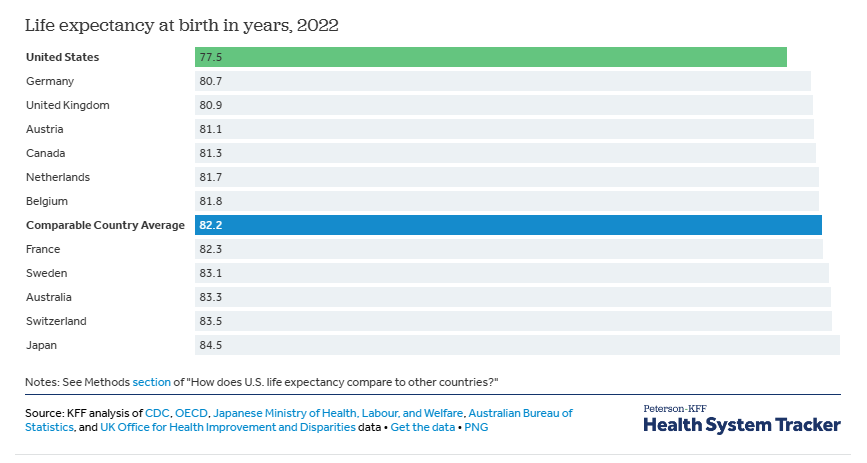 Life expectancy at birth in years, 2022
United States 77.5
Germany 80.7
United Kingdom 80.9
Austria 81.1
Canada 81.3
Netherlands 81.7
Belgium 81.8
Comparable Country Average 82.2
France 82.3
Sweden 83.1
Australia 83.3
Switzerland 83.5
Japan 84.5
Notes: See Methods section of "How does U.S. life expectancy compare to other countries?"
Source: KFF analysis of CDC, OECD, Japanese Ministry of Health, Labour, and Welfare, Australian Bureau of
Statistics, and UK Office for Health Improvement and Disparities data • Get the data • PNG
Peterson-KFF
Health System Tracker